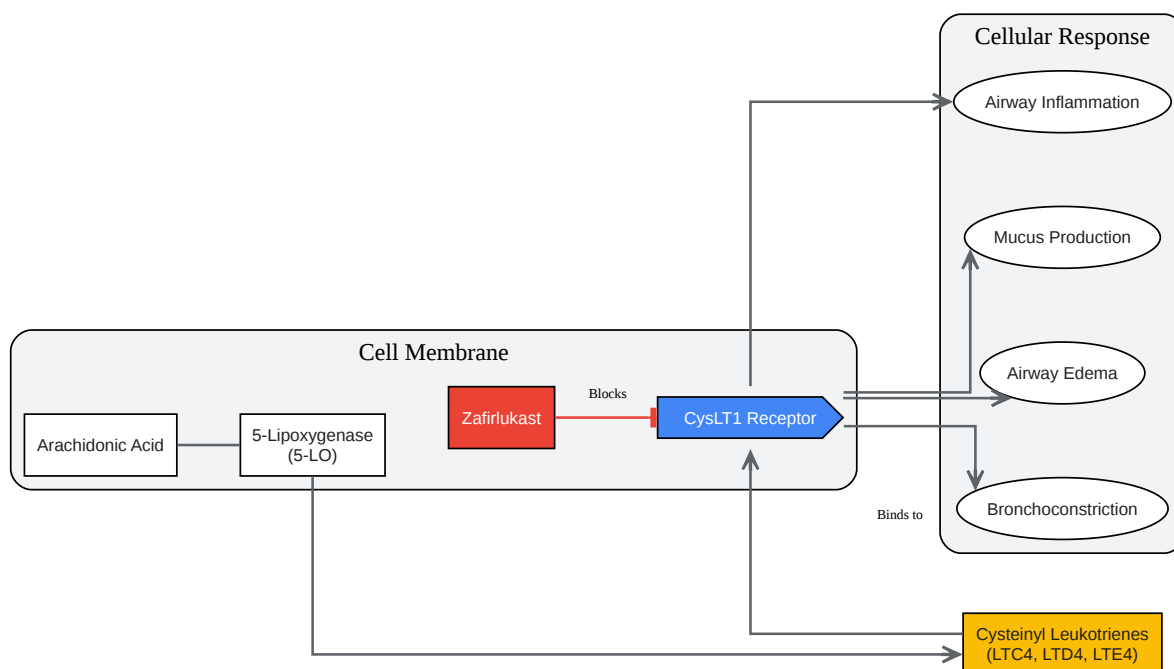 Cellular Response
Airway Inflammation
Mucus Production
Cell Membrane
Airway Edema
Blocks
Zafirlukast
CysLT1 Receptor
Arachidonic Acid
5-Lipoxygenase
(5-LO)
Bronchoconstriction
Binds to
Cysteinyl Leukotrienes
(LTC4, LTD4, LTE4)